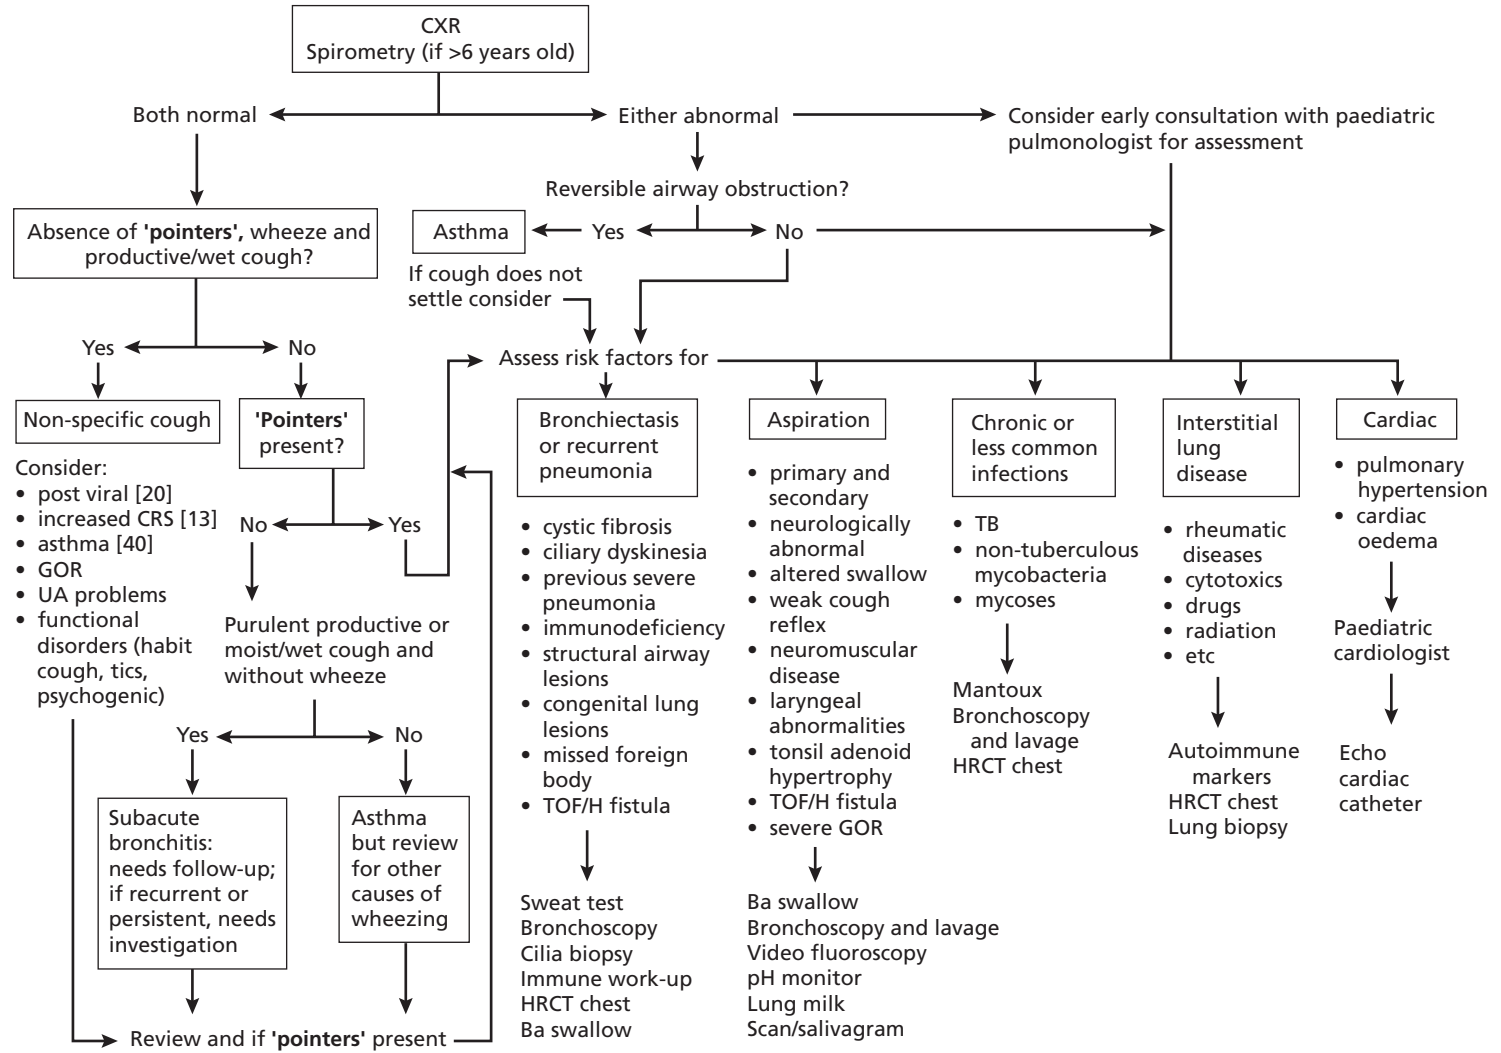 CXR
Spirometry (if >6 years old)
Both normal
Either abnormal
Consider early consultation with paediatric
pulmonologist for assessment
Reversible airway obstruction?
Absence of 'pointers', wheeze and
productive/wet cough?
Asthma
Yes
No
If cough does not
settle consider
Yes
No
Assess risk factors for
Non-specific cough
'Pointers'
present?
Consider:
• post viral [20]
• increased CRS [13]
• asthma [40]
• GOR
• UA problems
• functional
disorders (habit
cough, tics,
psychogenic)
No
Yes
Purulent productive or
moist/wet cough and
without wheeze
Yes
No
Subacute
bronchitis:
needs follow-up;
if recurrent or
persistent, needs
investigation
Asthma
but review
for other
causes of
wheezing
Review and if 'pointers' present
Bronchiectasis
or recurrent
pneumonia
• cystic fibrosis
• ciliary dyskinesia
• previous severe
pneumonia
• immunodeficiency
• structural airway
lesions
• congenital lung
lesions
• missed foreign
body
• TOF/H fistula
Sweat test
Bronchoscopy
Cilia biopsy
Immune work-up
HRCT chest
Ba swallow
Aspiration
• primary and
secondary
• neurologically
abnormal
• altered swallow
• weak cough
reflex
• neuromuscular
disease
• laryngeal
abnormalities
• tonsil adenoid
hypertrophy
• TOF/H fistula
• severe GOR
Ba swallow
Bronchoscopy and lavage
Video fluoroscopy
pH monitor
Lung milk
Scan/salivagram
Chronic or
less common
infections
• TB
• non-tuberculous
mycobacteria
• mycoses
Mantoux
Bronchoscopy
and lavage
HRCT chest
Interstitial
lung
disease
• rheumatic
diseases
• cytotoxics
• drugs
• radiation
• etc
Autoimmune
markers
HRCT chest
Lung biopsy
Cardiac
• pulmonary
hypertension
• cardiac
oedema
Paediatric
cardiologist
Echo
cardiac
catheter